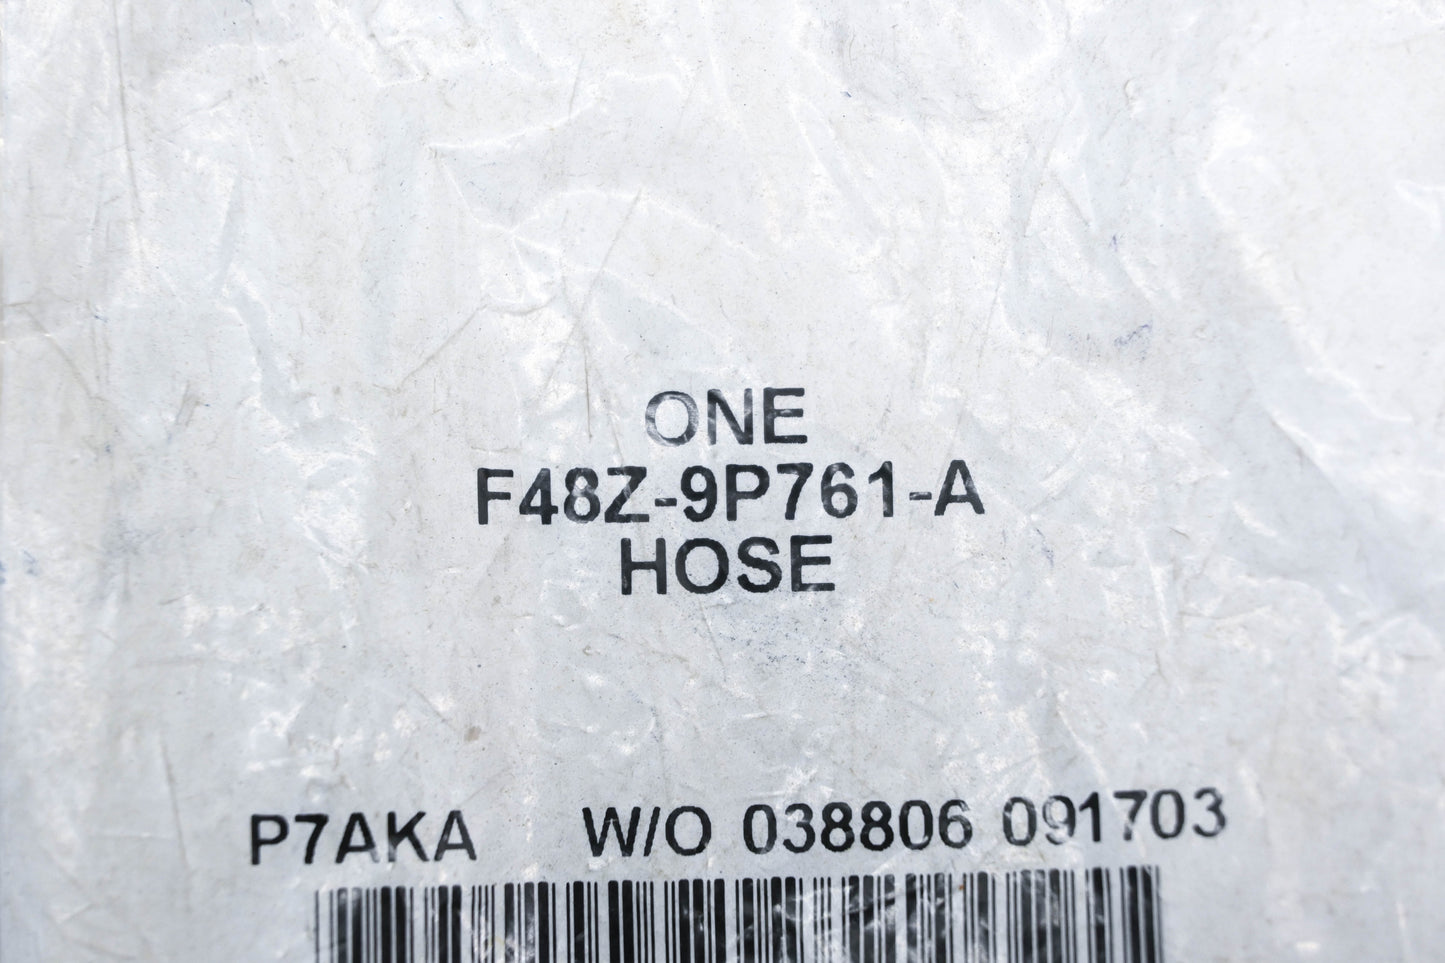 ONE
F48Z-9P761-A
HOSE
P7AKA W/O 038806 091703